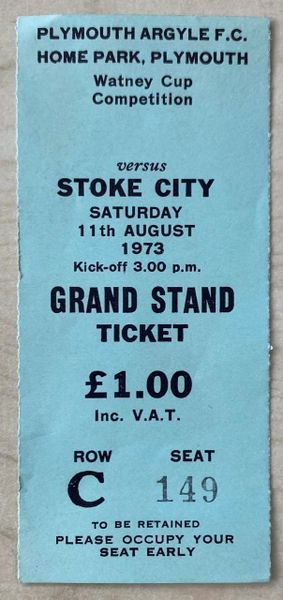 PLYMOUTH ARGYLE F.C.
HOME PARK, PLYMOUTH
Watney Cup
Competition
versus
STOKE CITY
SATURDAY
11th AUGUST
1973
Kick-off 3.00 p.m.
GRAND STAND
TICKET
£1.00
Inc. V.A.T.
ROW SEAT
C 149
TO BE RETAINED
PLEASE OCCUPY YOUR
SEAT EARLY